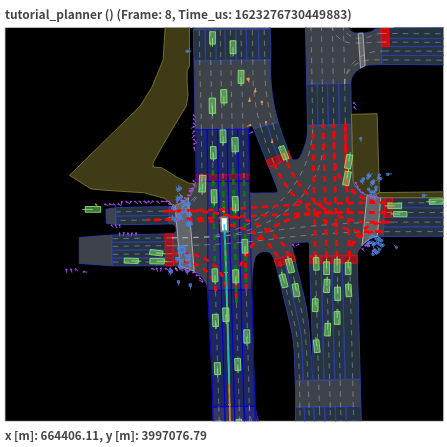 tutorial_planner () (Frame: 8, Time_us: 1623276730449883)
x [m]: 664406.11, y [m]: 3997076.79